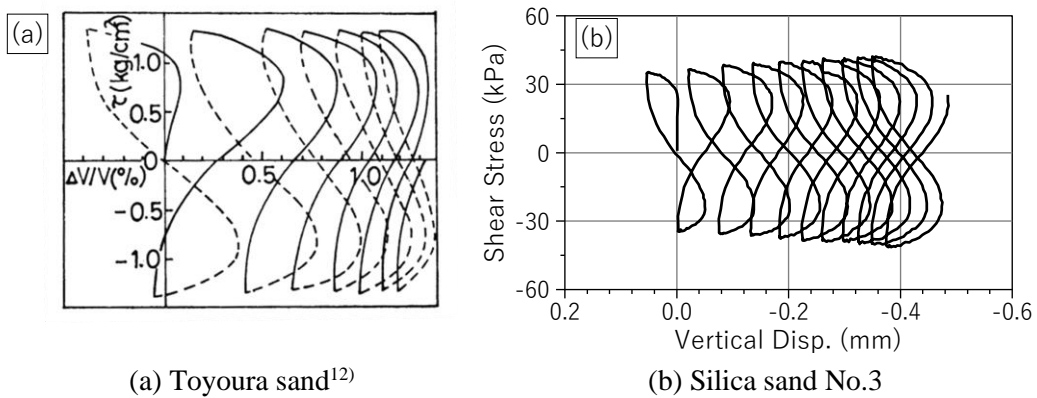 (a)
τ (kg/cm²)
1.0
0.5
0
ΔV/V(%)
0.5
1.0
-0.5
-1.0
(b)
Shear Stress (kPa)
60
30
0
-30
-60
0.2
0.0
-0.2
-0.4
-0.6
Vertical Disp. (mm)
(a) Toyoura sand¹²⁾
(b) Silica sand No.3